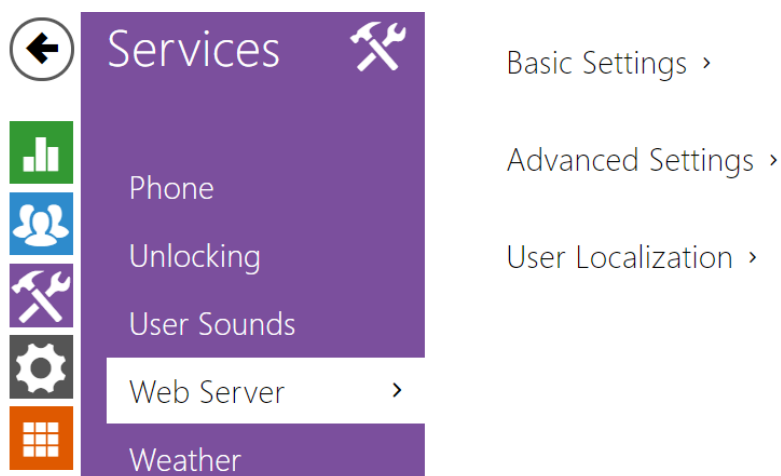 Services
Phone
Unlocking
User Sounds
Web Server
Weather
Basic Settings
Advanced Settings
User Localization